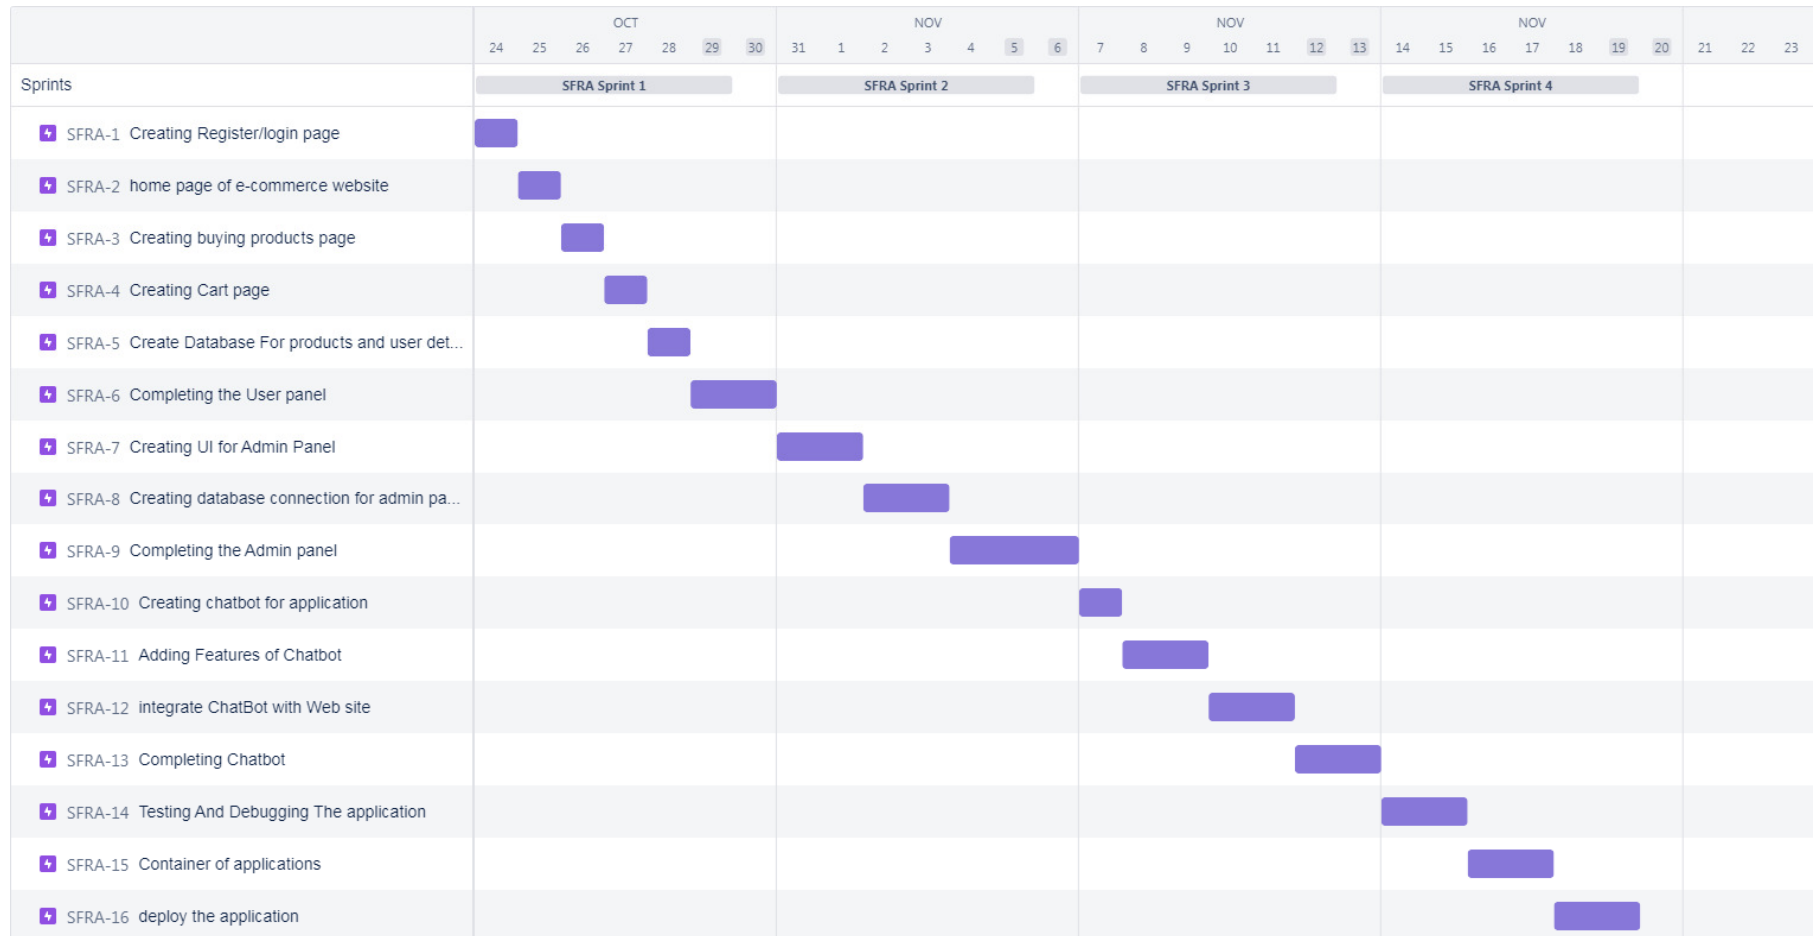 OCT NOV NOV NOV
24 25 26 27 28 29 30 31 1 2 3 4 5 6 7 8 9 10 11 12 13 14 15 16 17 18 19 20 21 22 23
Sprints SFRA Sprint 1 SFRA Sprint 2 SFRA Sprint 3 SFRA Sprint 4
SFRA-1 Creating Register/login page
SFRA-2 home page of e-commerce website
SFRA-3 Creating buying products page
SFRA-4 Creating Cart page
SFRA-5 Create Database For products and user det...
SFRA-6 Completing the User panel
SFRA-7 Creating UI for Admin Panel
SFRA-8 Creating database connection for admin pa...
SFRA-9 Completing the Admin panel
SFRA-10 Creating chatbot for application
SFRA-11 Adding Features of Chatbot
SFRA-12 integrate ChatBot with Web site
SFRA-13 Completing Chatbot
SFRA-14 Testing And Debugging The application
SFRA-15 Container of applications
SFRA-16 deploy the application